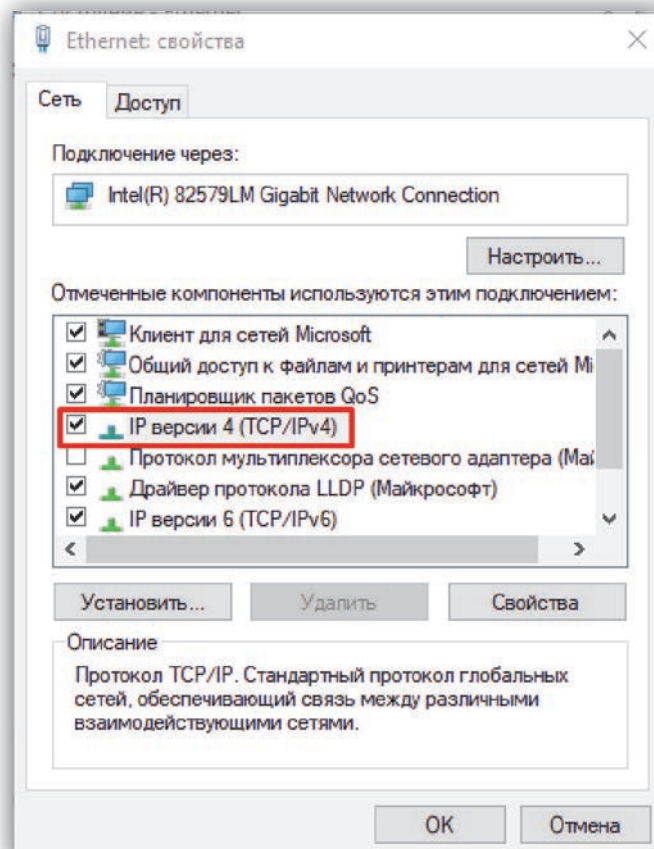 Ethernet: свойства
Сеть
Доступ
Подключение через:
Intel(R) 82579LM Gigabit Network Connection
Настроить...
Отмеченные компоненты используются этим подключением:
Клиент для сетей Microsoft
Общий доступ к файлам и принтерам для сетей Mi
Планировщик пакетов QoS
IP версии 4 (TCP/IPv4)
Протокол мультиплексора сетевого адаптера (Май
Драйвер протокола LLDP (Майкрософт)
IP версии 6 (TCP/IPv6)
Установить...
Удалить
Свойства
Описание
Протокол TCP/IP. Стандартный протокол глобальных
сетей, обеспечивающий связь между различными
взаимодействующими сетями.
OK
Отмена